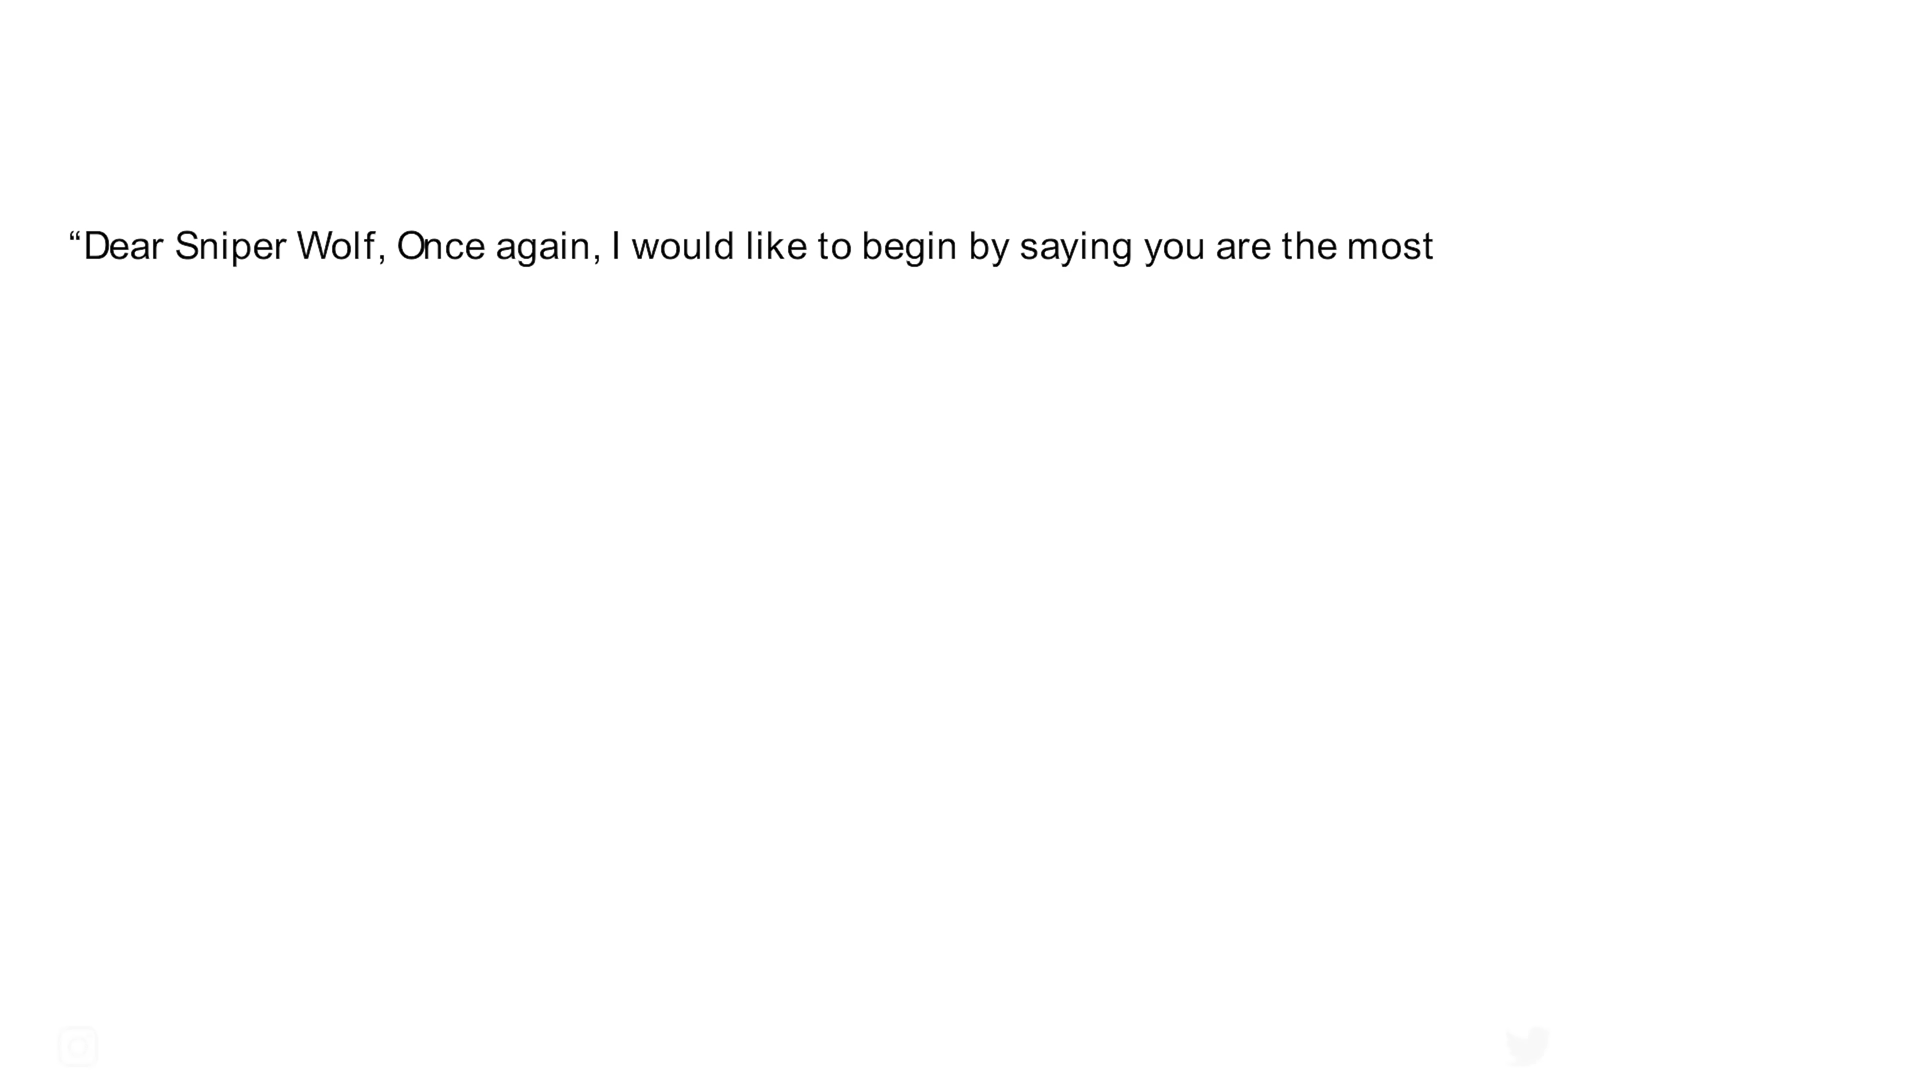 “Dear Sniper Wolf, Once again, I would like to begin by saying you are the most